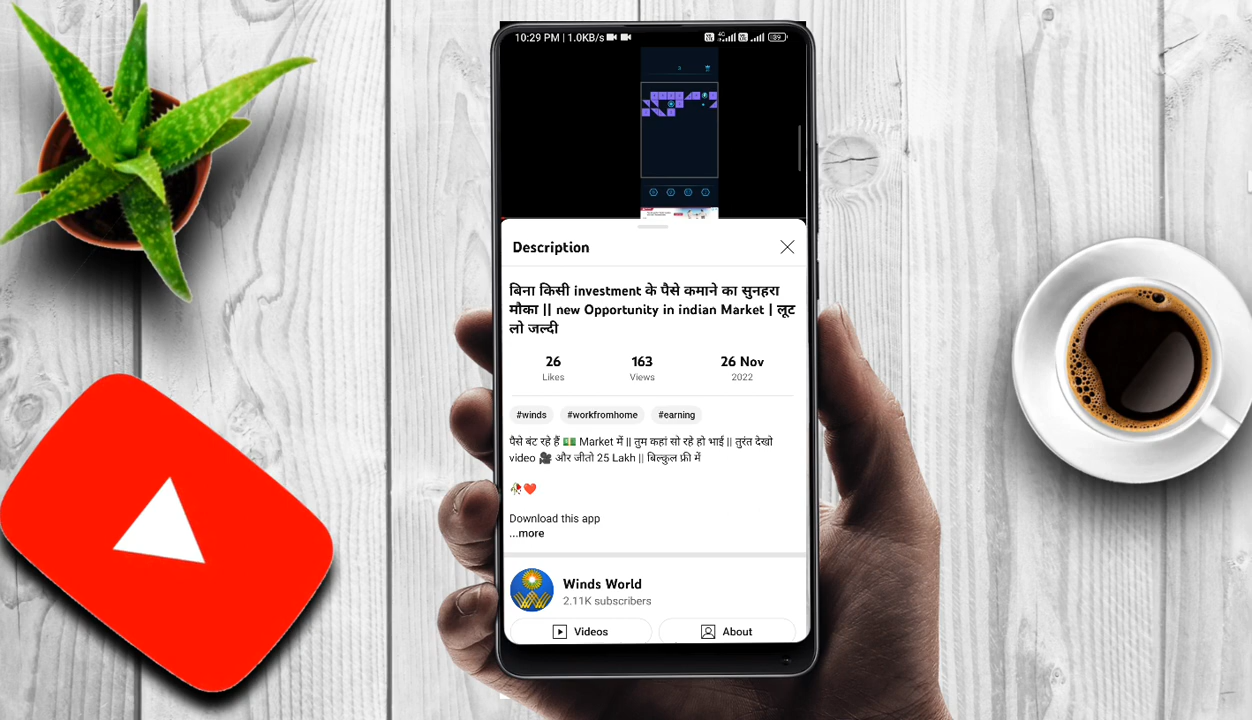 10:29 PM | 1.0KB/s
4G
39
Description
बिना किसी investment के पैसे कमाने का सुनहरा
मौका || new Opportunity in indian Market | लूट
लो जल्दी
26 163 26 Nov
Likes Views 2022
#winds #workfromhome #earning
पैसे बंट रहे हैं 💵 Market में || तुम कहां सो रहे हो भाई || तुरंत देखो
video 🎥 और जीतो 25 Lakh || बिल्कुल फ्री में
🥀❤️
Download this app
...more
Winds World
2.11K subscribers
Videos About